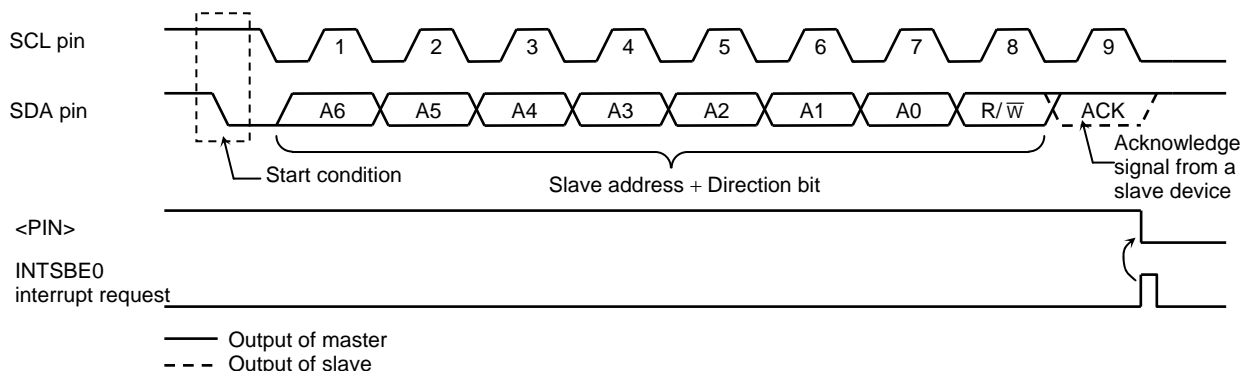 SCL pin
1 2 3 4 5 6 7 8 9
SDA pin
A6 A5 A4 A3 A2 A1 A0 R/W̅ ACK
Start condition
Slave address + Direction bit
Acknowledge
signal from a
slave device
<PIN>
INTSBE0
interrupt request
Output of master
Output of slave